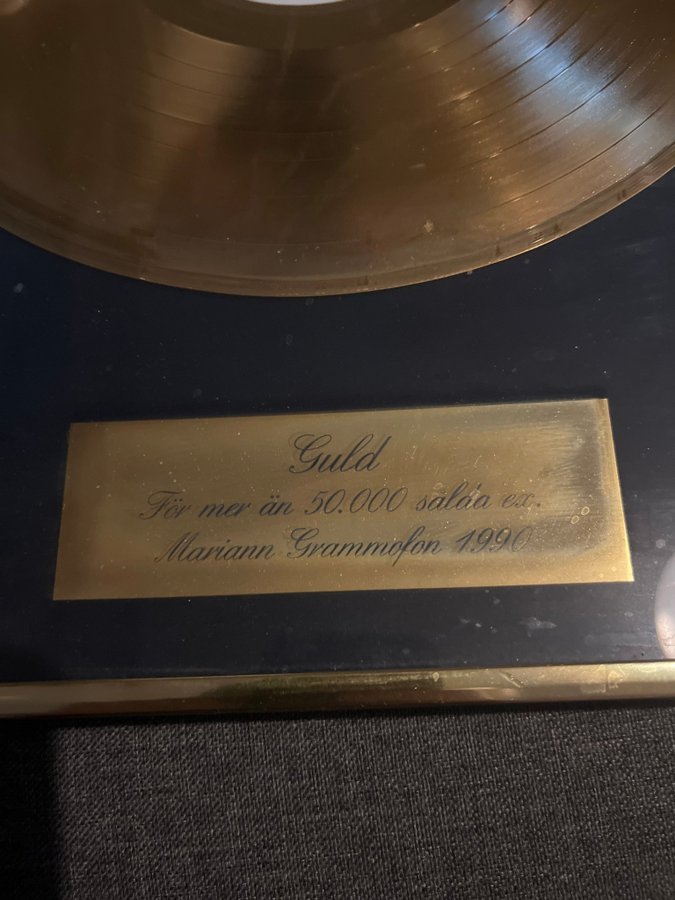 Guld
För mer än 50.000 sålda ex.
Mariann Grammofon 1990